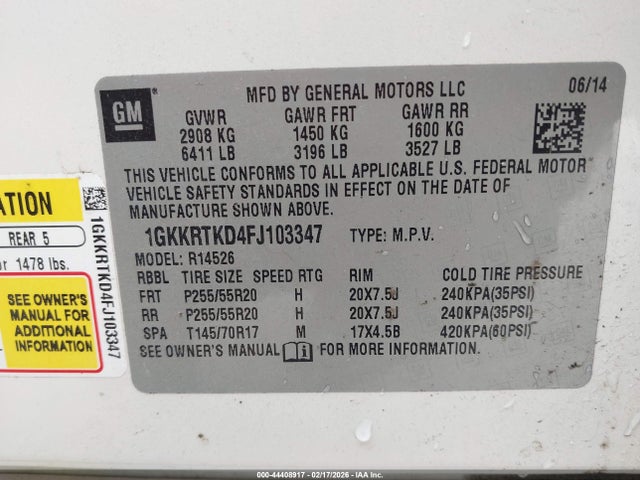 MFD BY GENERAL MOTORS LLC 06/14
GM
GVWR GAWR FRT GAWR RR
2908 KG 1450 KG 1600 KG
6411 LB 3196 LB 3527 LB
THIS VEHICLE CONFORMS TO ALL APPLICABLE U.S. FEDERAL MOTOR
VEHICLE SAFETY STANDARDS IN EFFECT ON THE DATE OF
MANUFACTURE SHOWN ABOVE.
1GKKRTKD4FJ103347 TYPE: M.P.V.
MODEL: R14526
RBBL TIRE SIZE SPEED RTG RIM COLD TIRE PRESSURE
FRT P255/55R20 H 20X7.5J 240KPA(35PSI)
RR P255/55R20 H 20X7.5J 240KPA(35PSI)
SPA T145/70R17 M 17X4.5B 420KPA(60PSI)
SEE OWNER'S MANUAL FOR MORE INFORMATION.
ATION
REAR 5
or 1478 lbs.
SEE OWNER'S
MANUAL FOR
ADDITIONAL
INFORMATION
1GKKRTKD4FJ103347
000-44408917 - 02/17/2026 - IAAI.com